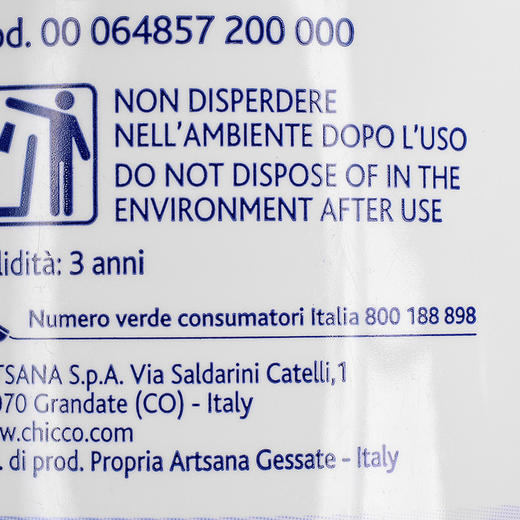 od. 00 064857 200 000
NON DISPERDERE
NELL'AMBIENTE DOPO L'USO
DO NOT DISPOSE OF IN THE
ENVIRONMENT AFTER USE
lidità: 3 anni
Numero verde consumatori Italia 800 188 898
TSANA S.p.A. Via Saldarini Catelli,1
070 Grandate (CO) - Italy
w.chicco.com
. di prod. Propria Artsana Gessate - Italy